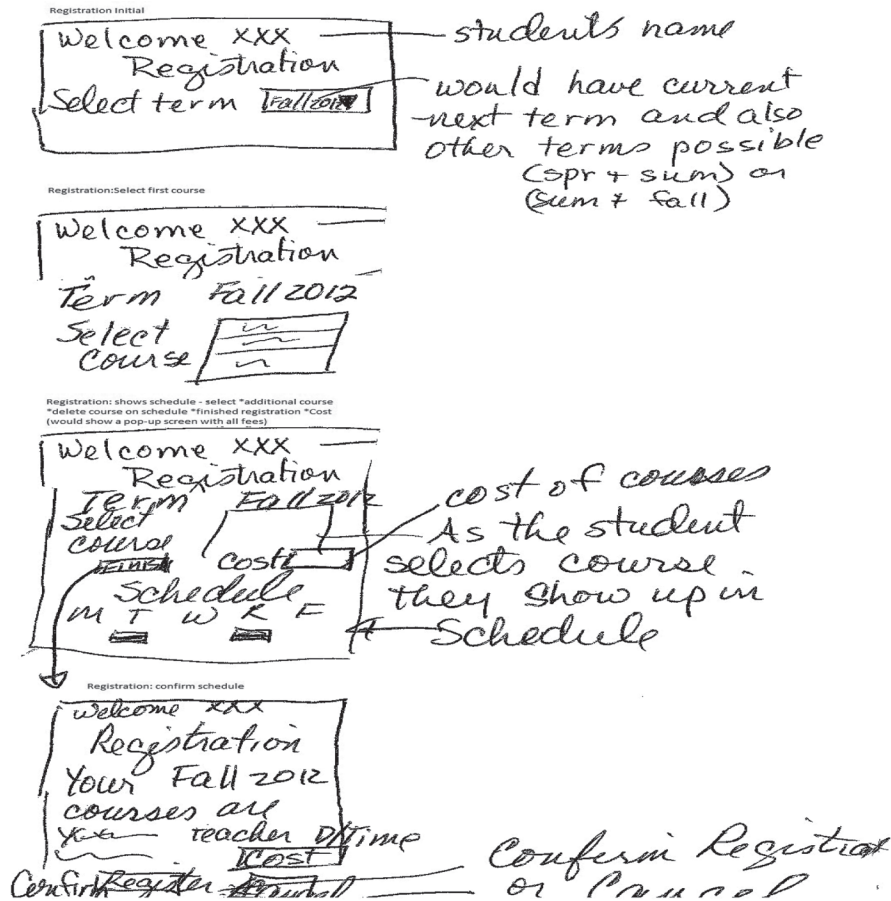 Registration Initial
Welcome XXX
students name
Registration
Select term Fall 2012
would have current
next term and also
other terms possible
(spr + sum) or
(sum + fall)
Registration:Select first course
Welcome XXX
Registration
Term Fall 2012
Select
Course
Registration: shows schedule - select *additional course
*delete course on schedule *finished registration *Cost
(would show a pop-up screen with all fees)
Welcome XXX
Registration
Term Fall 2012
Select
course
FINISH Cost
Schedule
M T W R F
cost of courses
As the student
selects course
they show up in
Schedule
Registration: confirm schedule
Welcome XXX
Registration
Your Fall 2012
courses are
Teacher D/Time
Cost
Confirm Register
Confirm Registrat
or Cancel